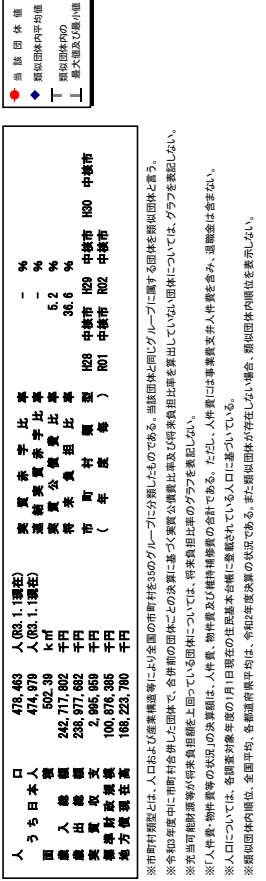 人口 478,463 人(R3.1.1現在)
うち日本人 474,979 人(R3.1.1現在)
面積 502.39 k㎡
歳入総額 242,717,802 千円
歳出総額 238,977,682 千円
実質収支 2,995,959 千円
標準財政規模 100,876,385 千円
地方債現在高 168,223,780 千円
実質赤字比率 - %
連結実質赤字比率 - %
実質公債費比率 5.2 %
将来負担比率 36.6 %
市町村類型 H28 中核市 H29 中核市 H30 中核市
(年度毎) R01 中核市 R02 中核市
当該団体値
類似団体内平均値
類似団体内の
最大値及び最小値
※市町村類型とは、人口および産業構造等により全国の市町村を35のグループに分類したものである。当該団体と同じグループに属する団体を類似団体と言う。
※令和3年度中に市町村合併した団体で、合併前の団体ごとの決算に基づく実質公債費比率及び将来負担比率を算出していない団体については、グラフを表記しない。
※充当可能財源等が将来負担額を上回っている団体については、将来負担比率のグラフを表記しない。
※「人件費・物件費等の状況」の決算額は、人件費、物件費及び維持補修費の合計である。ただし、人件費には事業費支弁人件費を含み、退職金は含まない。
※人口については、各調査対象年度の1月1日現在の住民基本台帳に登載されている人口に基づいている。
※類似団体内順位、全国平均、各都道府県平均は、令和2年度決算の状況である。また類似団体が存在しない場合、類似団体内順位を表示しない。